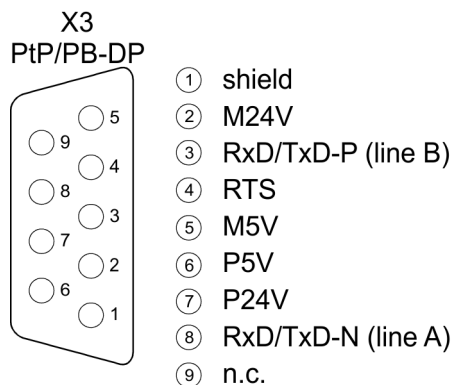 X3
PtP/PB-DP
5
9
4
8
3
7
2
6
1
1 shield
2 M24V
3 RxD/TxD-P (line B)
4 RTS
5 M5V
6 P5V
7 P24V
8 RxD/TxD-N (line A)
9 n.c.